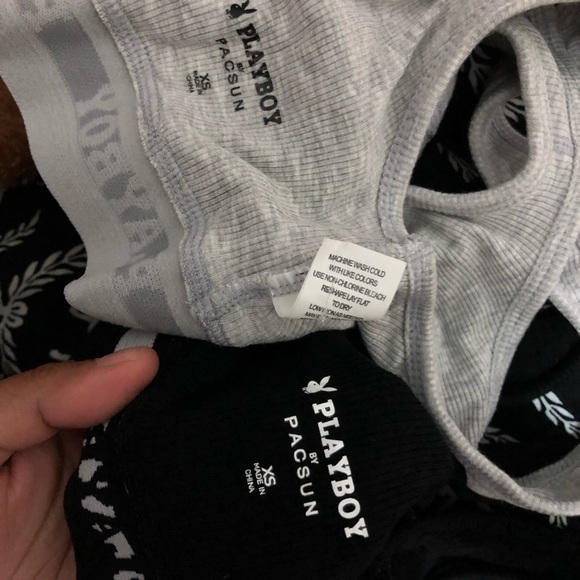 PLAYBOY
BY
PACSUN
XS
MADE IN
CHINA
MACHINE WASH COLD
WITH LIKE COLORS
USE NON-CHLORINE BLEACH
RESHAPE LAY FLAT
TO DRY
PLAYBOY
BY
PACSUN
XS
MADE IN
CHINA